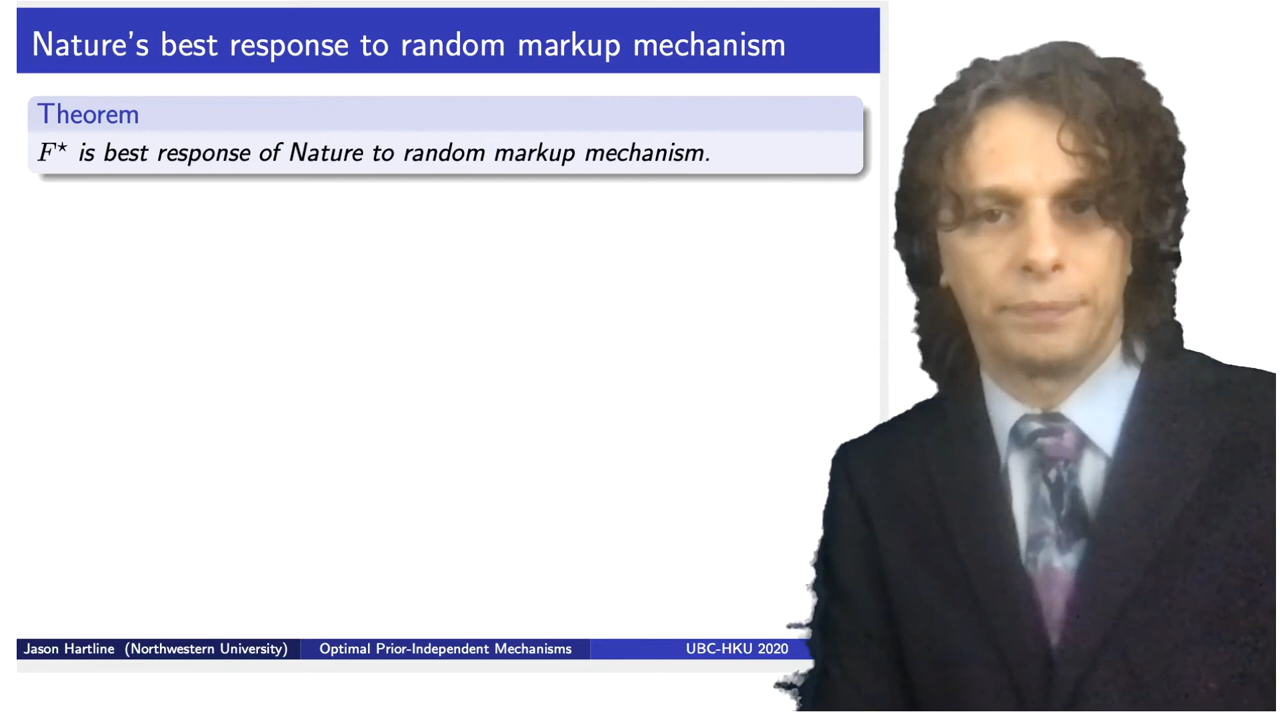 Nature's best response to random markup mechanism
Theorem
F⋆ is best response of Nature to random markup mechanism.
Jason Hartline (Northwestern University) Optimal Prior-Independent Mechanisms UBC-HKU 2020